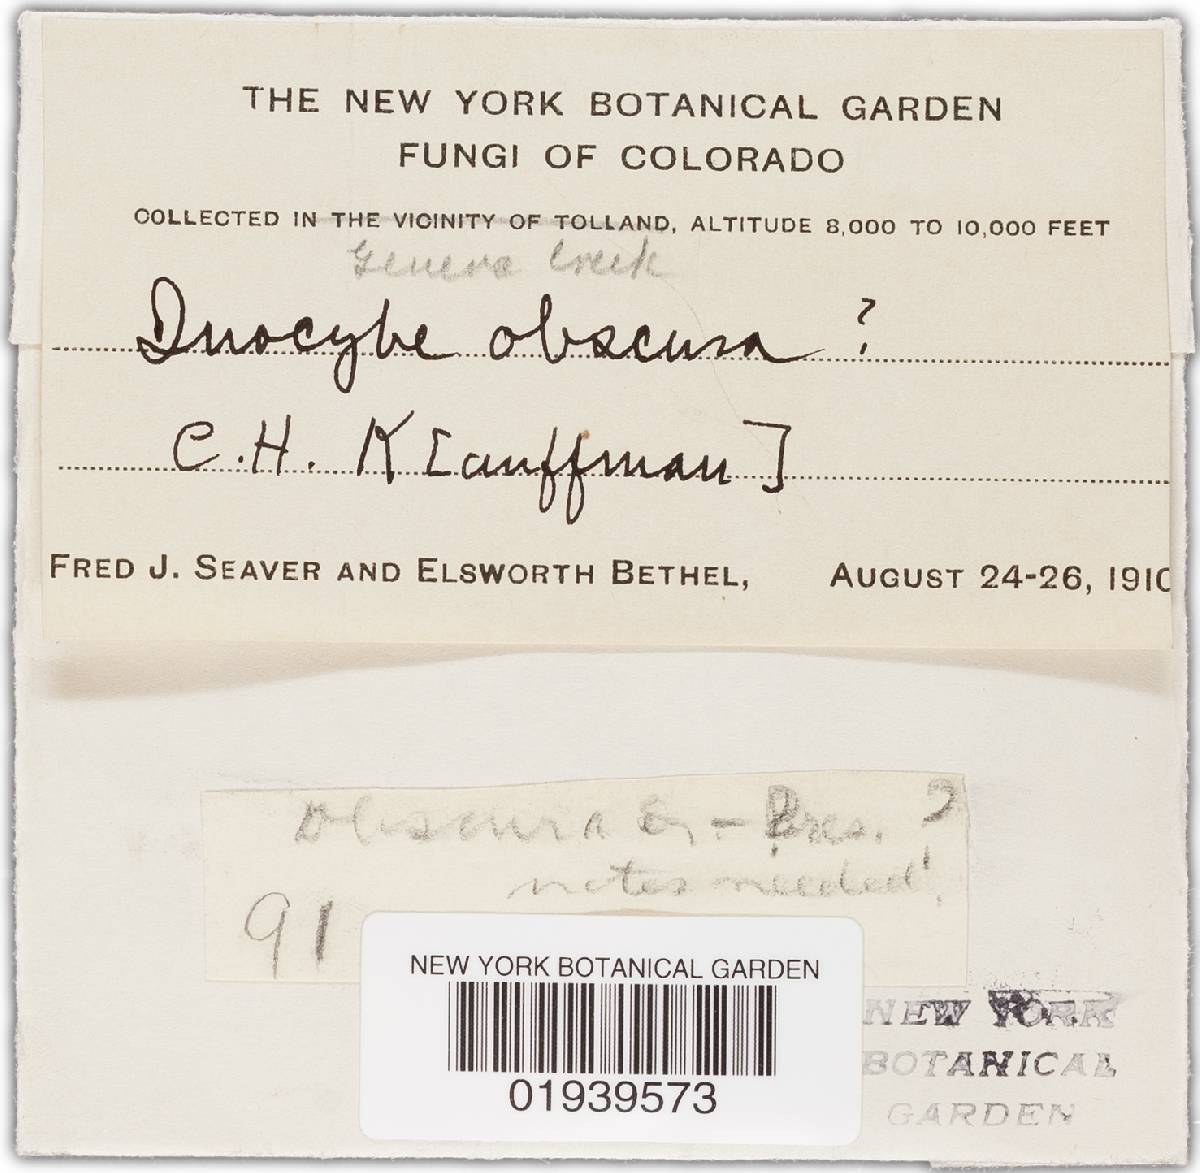 THE NEW YORK BOTANICAL GARDEN
FUNGI OF COLORADO
COLLECTED IN THE VICINITY OF TOLLAND, ALTITUDE 8,000 TO 10,000 FEET
Geneva Creek
Inocybe obscura ?
C.H. K[auffman]
FRED J. SEAVER AND ELSWORTH BETHEL, AUGUST 24-26, 1910
Obscura - Bres. ?
notes needed!
91
NEW YORK BOTANICAL GARDEN
01939573
NEW YORK
BOTANICAL
GARDEN